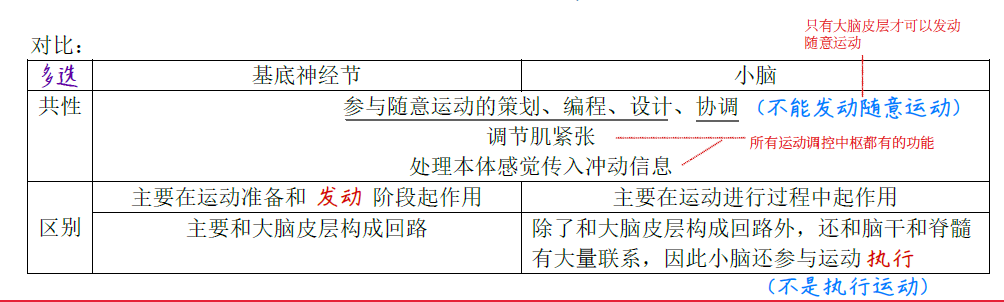 只有大脑皮层才可以发动
随意运动
对比：
多选 基底神经节 小脑
共性 参与随意运动的策划、编程、设计、协调（不能发动随意运动）
调节肌紧张
所有运动调控中枢都有的功能
处理本体感觉传入冲动信息
区别 主要在运动准备和 发动 阶段起作用 主要在运动进行过程中起作用
主要和大脑皮层构成回路 除了和大脑皮层构成回路外，还和脑干和脊髓
有大量联系，因此小脑还参与运动 执行
（不是执行运动）